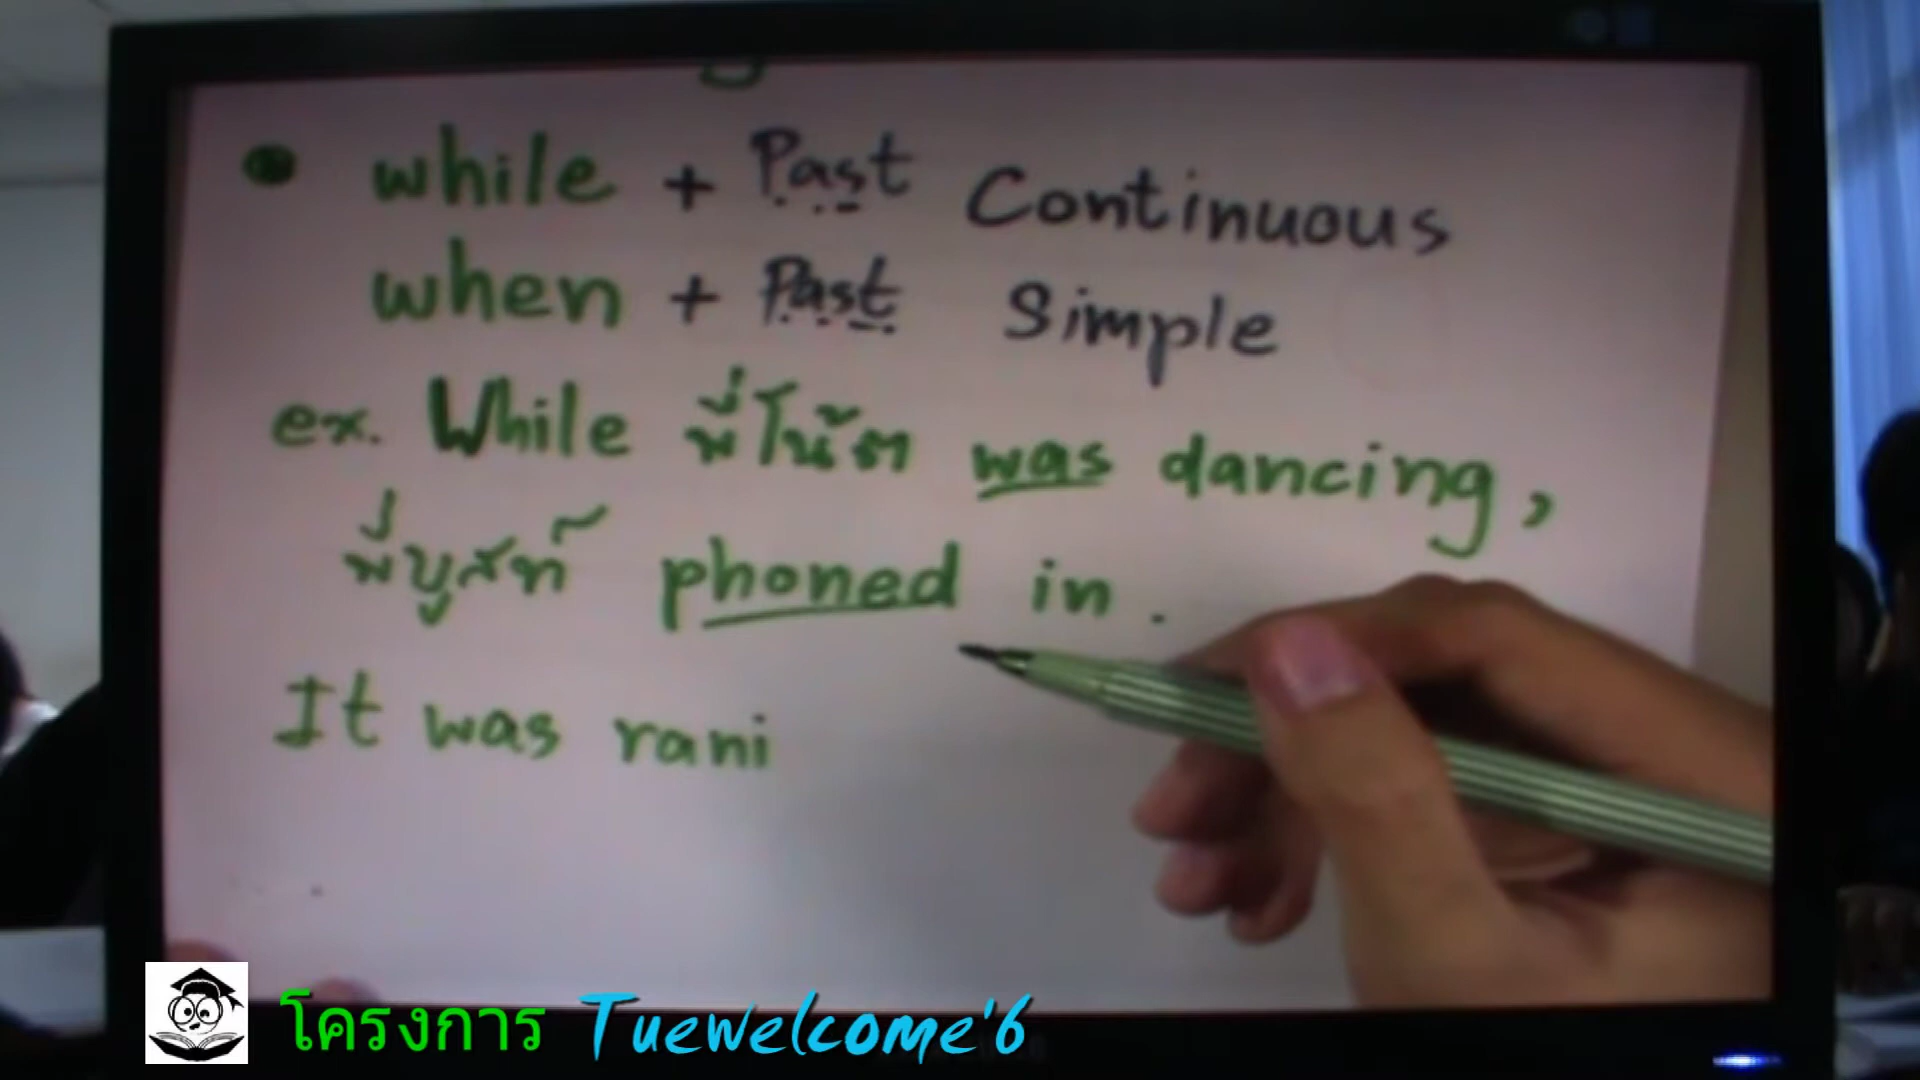 while + Past Continuous
when + Past Simple
ex. While พี่โน้ต was dancing,
พี่บูสท์ phoned in.
It was rani
โครงการ Tuewelcome'6